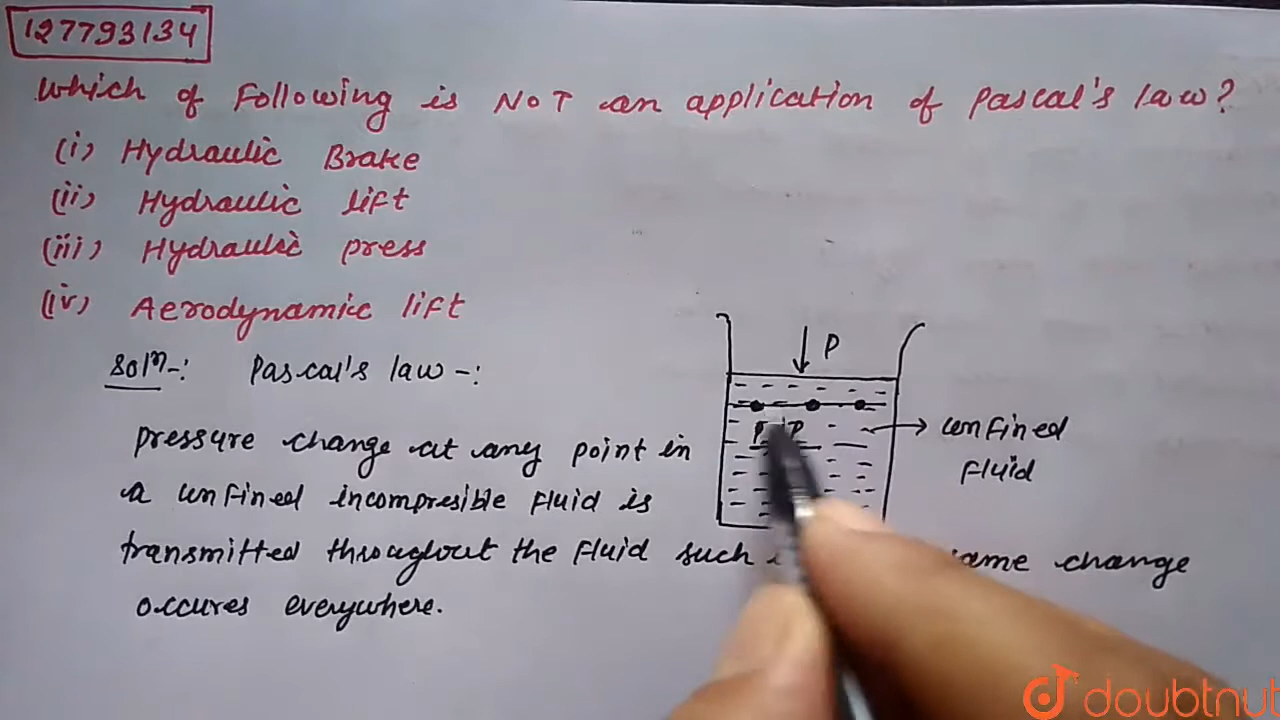 127793134
Which of Following is NOT an application of Pascal's law?
(i) Hydraulic Brake
(ii) Hydraulic lift
(iii) Hydraulic press
(iv) Aerodynamic lift
Solⁿ-: Pascal's law -:
P
pressure change at any point in
P P
confined
Fluid
a confined incompresible Fluid is
transmitted throughout the Fluid such same change
occures everywhere.
doubtnut